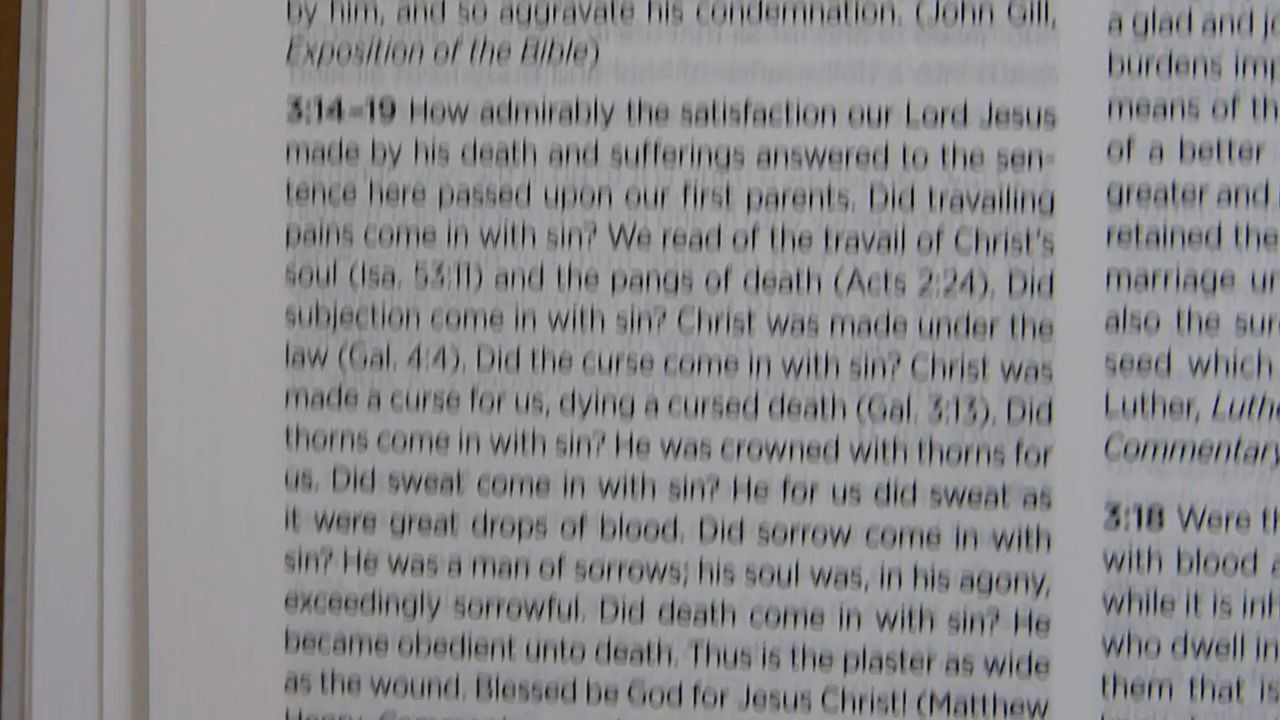 by him, and so aggravate his condemnation. (John Gill,
Exposition of the Bible)
3:14–19 How admirably the satisfaction our Lord Jesus
made by his death and sufferings answered to the sen-
tence here passed upon our first parents. Did travailing
pains come in with sin? We read of the travail of Christ's
soul (Isa. 53:11) and the pangs of death (Acts 2:24). Did
subjection come in with sin? Christ was made under the
law (Gal. 4:4). Did the curse come in with sin? Christ was
made a curse for us, dying a cursed death (Gal. 3:13). Did
thorns come in with sin? He was crowned with thorns for
us. Did sweat come in with sin? He for us did sweat as
it were great drops of blood. Did sorrow come in with
sin? He was a man of sorrows; his soul was, in his agony,
exceedingly sorrowful. Did death come in with sin? He
became obedient unto death. Thus is the plaster as wide
as the wound. Blessed be God for Jesus Christ! (Matthew
a glad and
burdens
means of
of a better
greater and
retained the
marriage
also the
seed which
Luther,
Commentary
3:18 Were
with blood
while it is
who dwell in
them that is